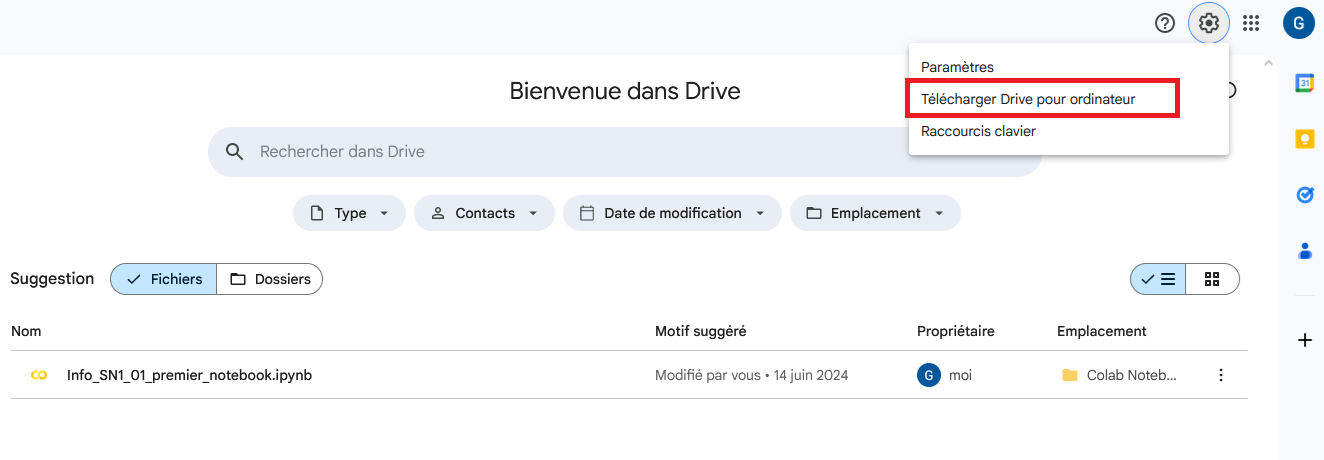 G
Paramètres
Télécharger Drive pour ordinateur
Raccourcis clavier
Bienvenue dans Drive
31
Rechercher dans Drive
Type
Contacts
Date de modification
Emplacement
Suggestion
Fichiers
Dossiers
Nom
Motif suggéré
Propriétaire
Emplacement
Info_SN1_01_premier_notebook.ipynb
Modifié par vous • 14 juin 2024
G moi
Colab Noteb...